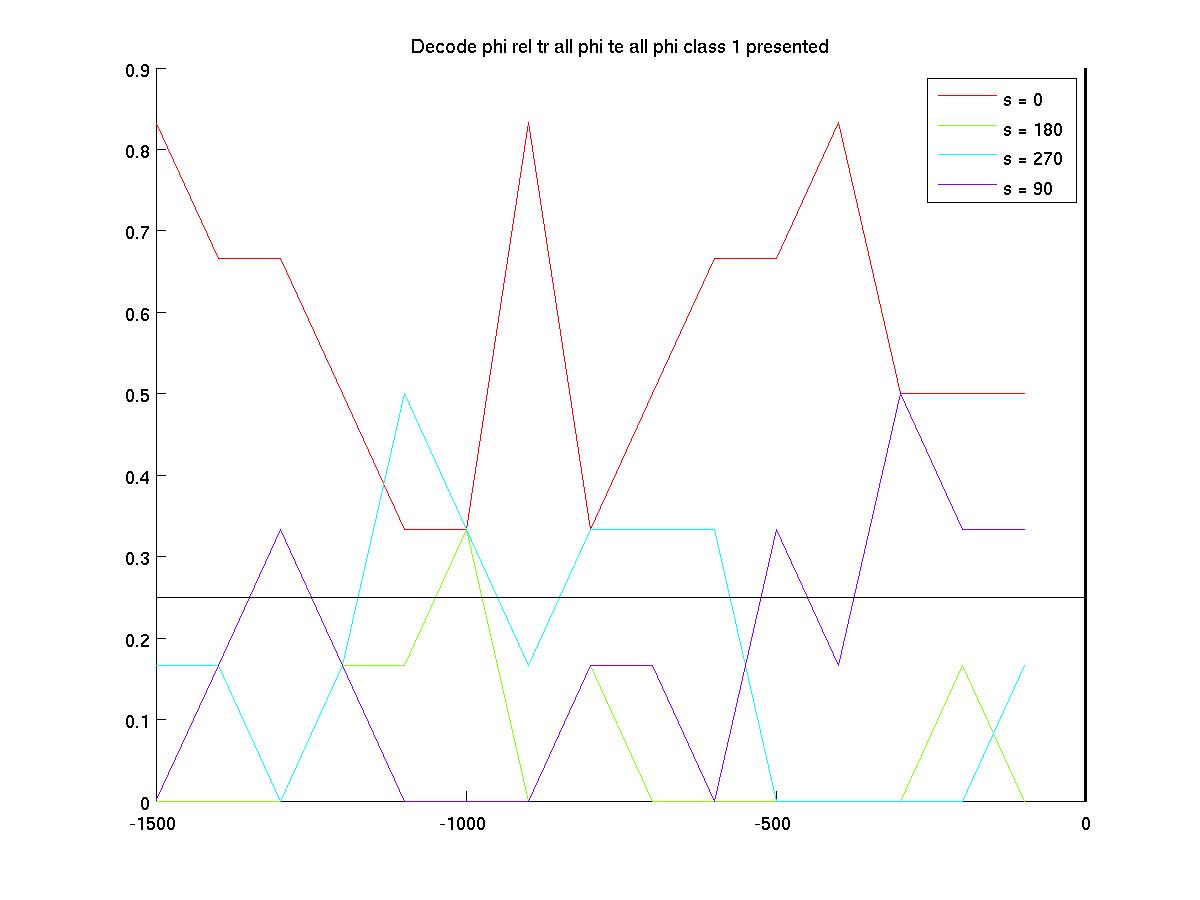 Decode phi rel tr all phi te all phi class 1 presented
0.9
0.8
0.7
0.6
0.5
0.4
0.3
0.2
0.1
0
-1500
-1000
-500
0
s = 0
s = 180
s = 270
s = 90